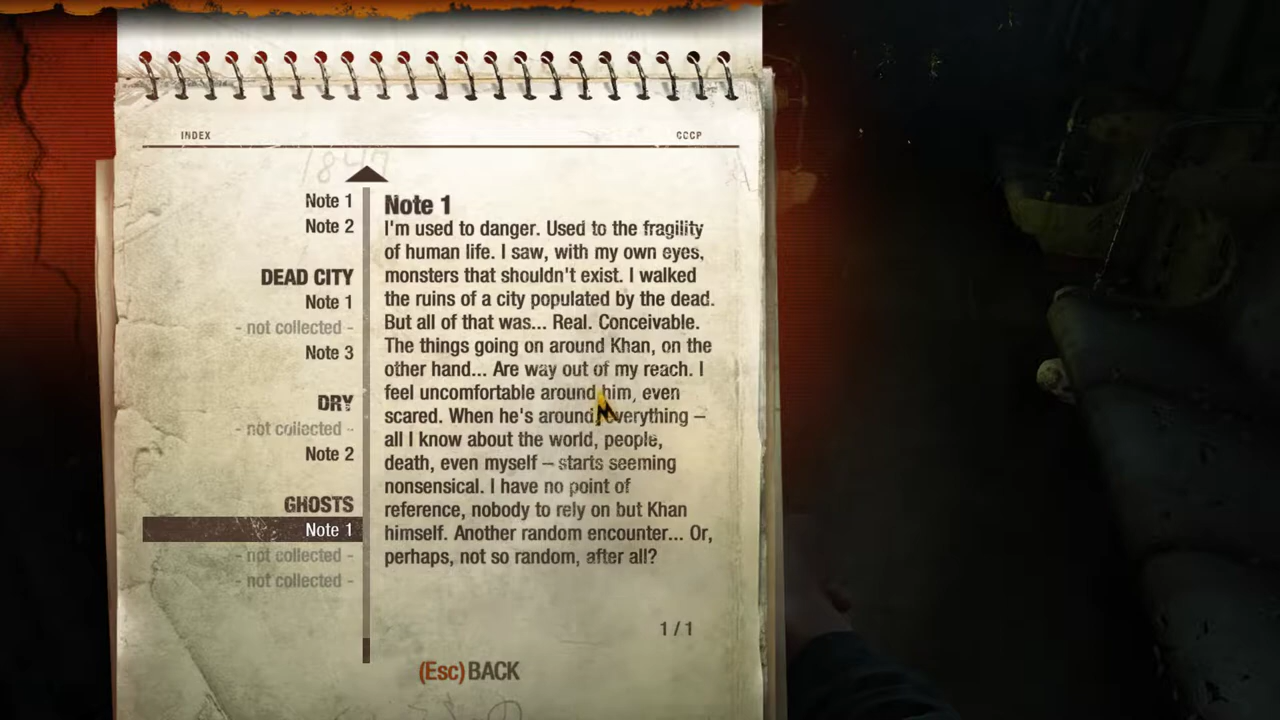 INDEX
CCCP
Note 1
Note 2
DEAD CITY
Note 1
- not collected -
Note 3
DRY
- not collected -
Note 2
GHOSTS
Note 1
- not collected -
- not collected -
Note 1
I'm used to danger. Used to the fragility
of human life. I saw, with my own eyes,
monsters that shouldn't exist. I walked
the ruins of a city populated by the dead.
But all of that was... Real. Conceivable.
The things going on around Khan, on the
other hand... Are way out of my reach. I
feel uncomfortable around him, even
scared. When he's around, everything –
all I know about the world, people,
death, even myself – starts seeming
nonsensical. I have no point of
reference, nobody to rely on but Khan
himself. Another random encounter... Or,
perhaps, not so random, after all?
1 / 1
(Esc) BACK